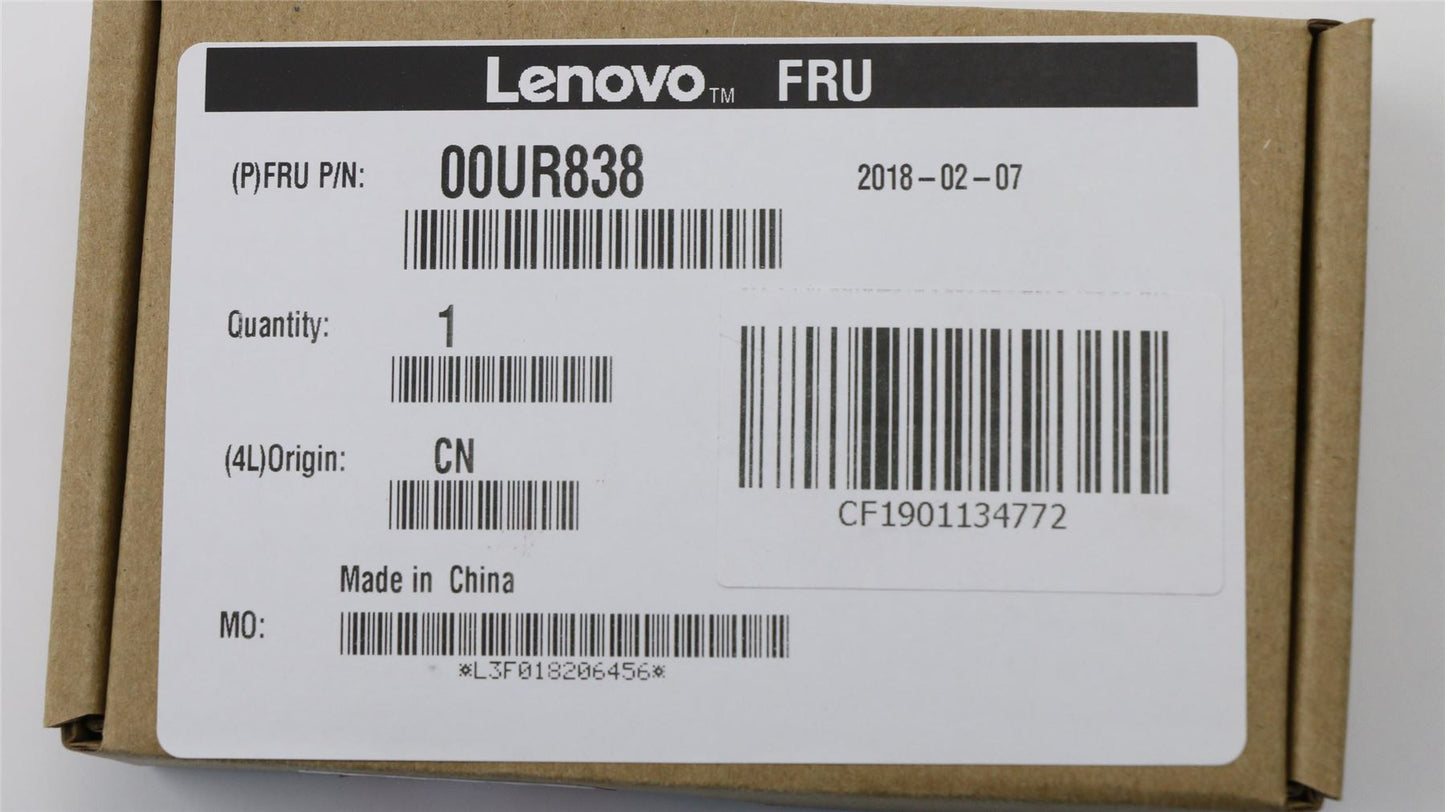 Lenovo™ FRU
(P)FRU P/N: 00UR838 2018-02-07
Quantity: 1
(4L)Origin: CN
CF1901134772
Made in China
MO:
*L3F018206456*